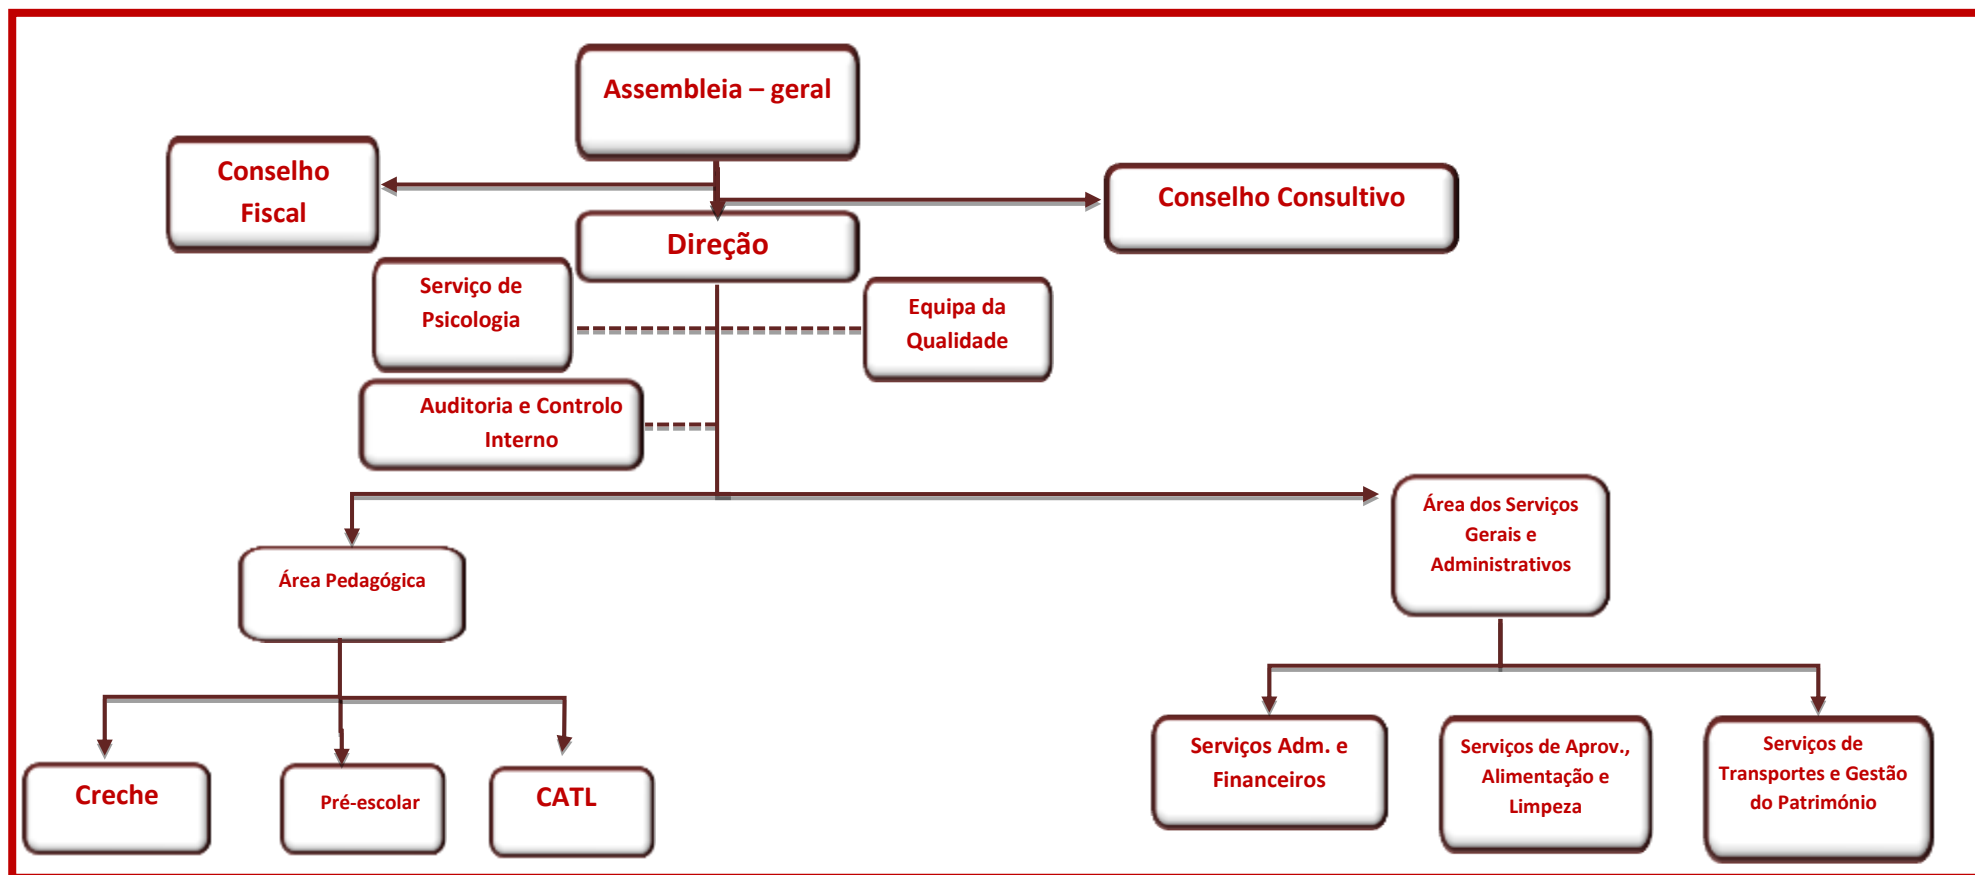 Assembleia – geral
Conselho
Fiscal
Conselho Consultivo
Direção
Serviço de
Psicologia
Equipa da
Qualidade
Auditoria e Controlo
Interno
Área dos Serviços
Gerais e
Administrativos
Área Pedagógica
Creche
Pré-escolar
CATL
Serviços Adm. e
Financeiros
Serviços de Aprov.,
Alimentação e
Limpeza
Serviços de
Transportes e Gestão
do Património